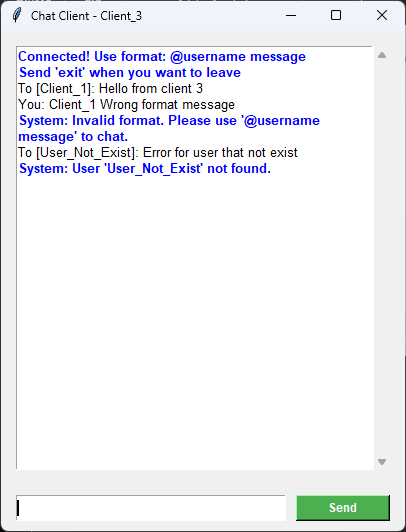 Chat Client - Client_3
Connected! Use format: @username message
Send 'exit' when you want to leave
To [Client_1]: Hello from client 3
You: Client_1 Wrong format message
System: Invalid format. Please use '@username
message' to chat.
To [User_Not_Exist]: Error for user that not exist
System: User 'User_Not_Exist' not found.
Send